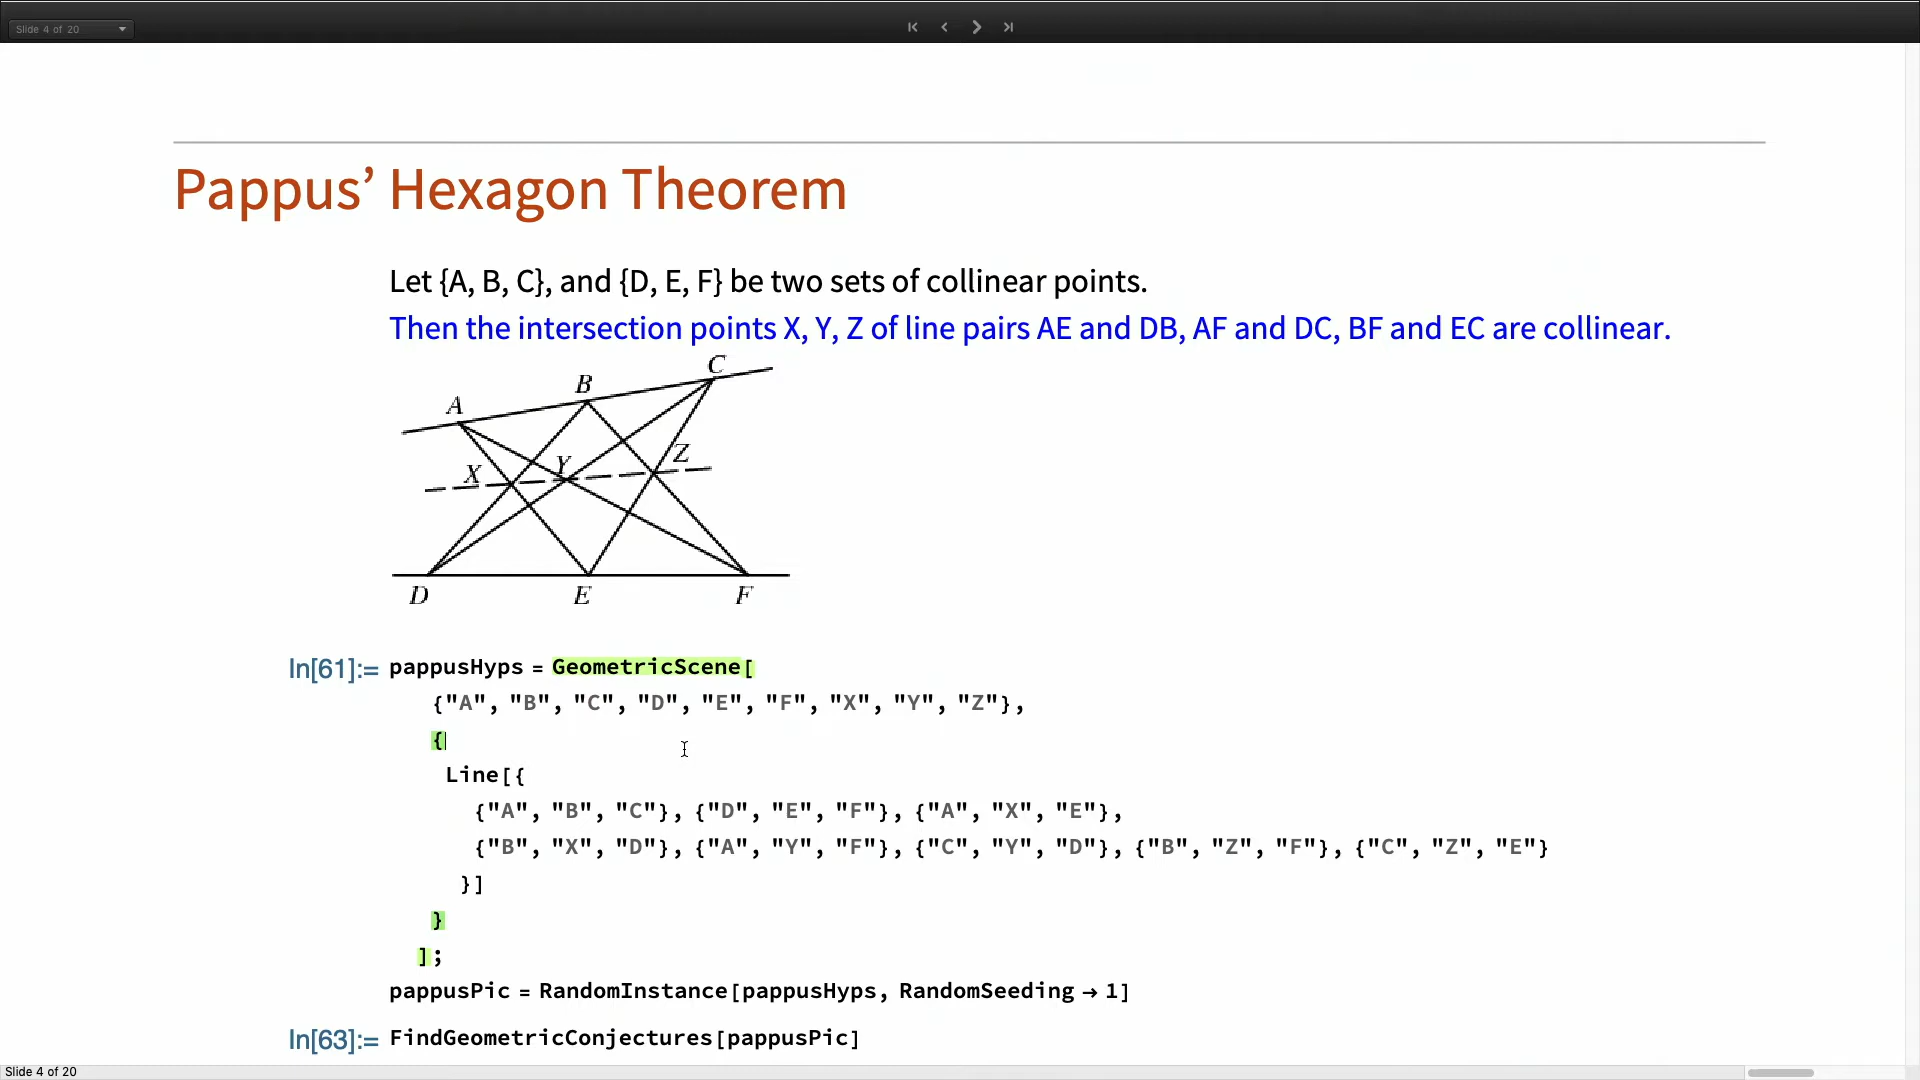 Slide 4 of 20
Pappus’ Hexagon Theorem
Let {A, B, C}, and {D, E, F} be two sets of collinear points.
Then the intersection points X, Y, Z of line pairs AE and DB, AF and DC, BF and EC are collinear.
C
B
A
Z
Y
X
D E F
In[61]:= pappusHyps = GeometricScene[
{"A", "B", "C", "D", "E", "F", "X", "Y", "Z"},
{
Line[{
{"A", "B", "C"}, {"D", "E", "F"}, {"A", "X", "E"},
{"B", "X", "D"}, {"A", "Y", "F"}, {"C", "Y", "D"}, {"B", "Z", "F"}, {"C", "Z", "E"}
}]
}
];
pappusPic = RandomInstance[pappusHyps, RandomSeeding → 1]
In[63]:= FindGeometricConjectures[pappusPic]
Slide 4 of 20